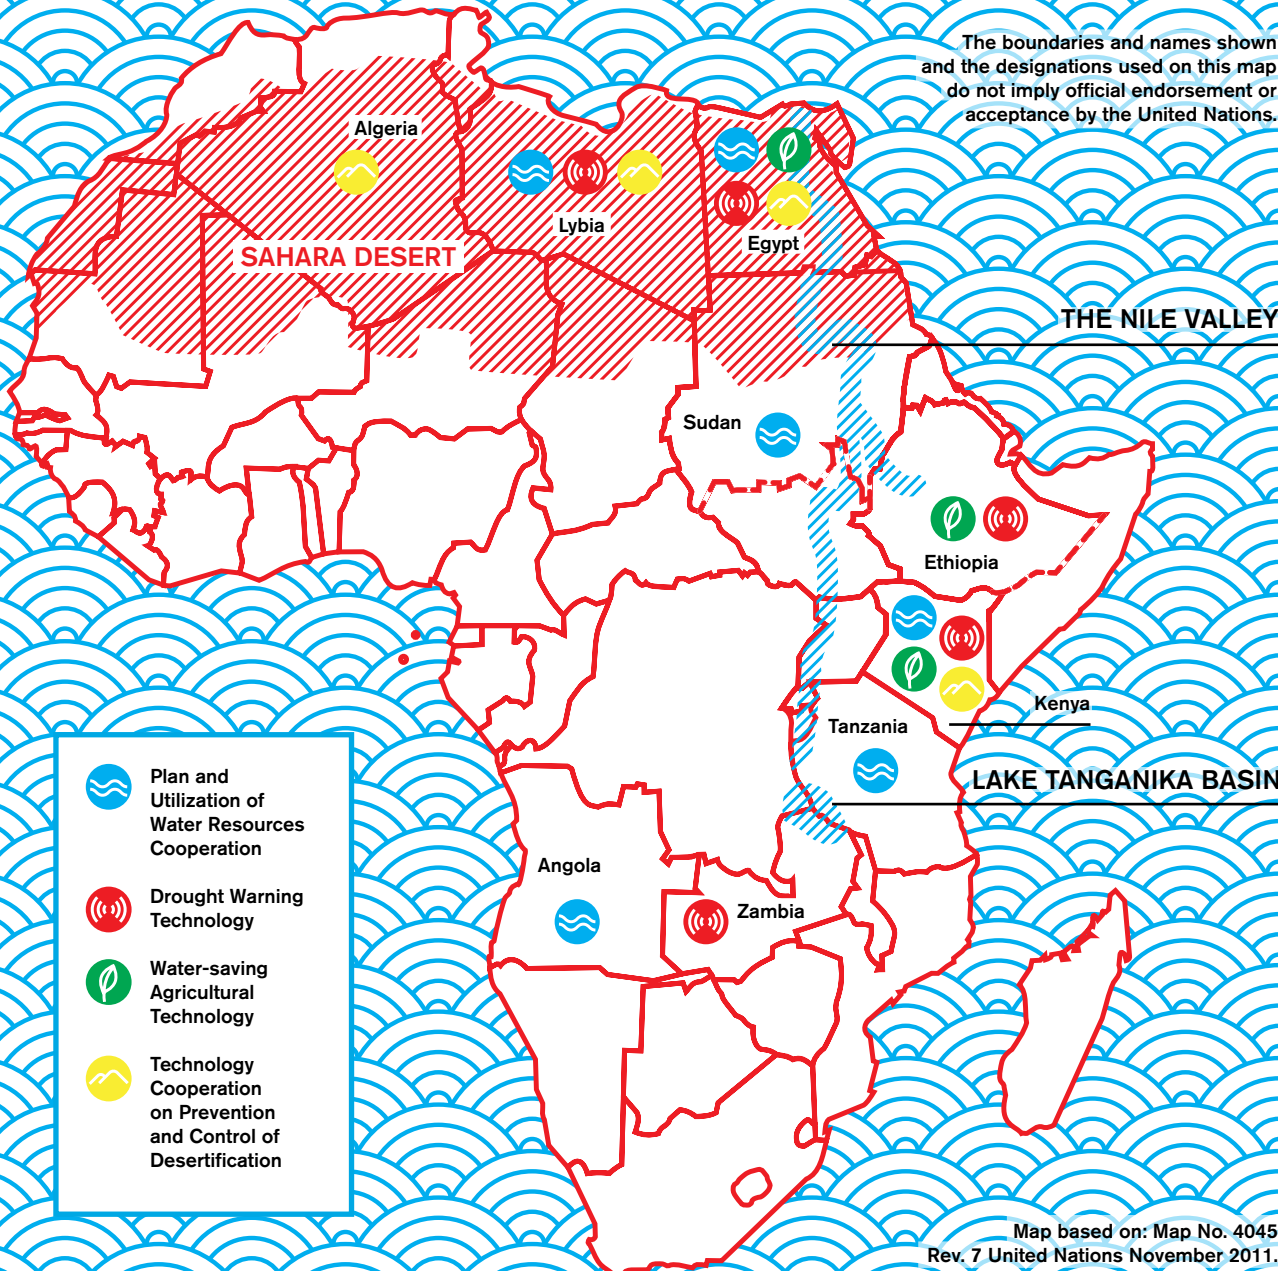 The boundaries and names shown
and the designations used on this map
do not imply official endorsement or
acceptance by the United Nations.
Algeria
Lybia
Egypt
SAHARA DESERT
THE NILE VALLEY
Sudan
Ethiopia
Kenya
Tanzania
LAKE TANGANIKA BASIN
Angola
Zambia
Plan and
Utilization of
Water Resources
Cooperation
Drought Warning
Technology
Water-saving
Agricultural
Technology
Technology
Cooperation
on Prevention
and Control of
Desertification
Map based on: Map No. 4045
Rev. 7 United Nations November 2011.